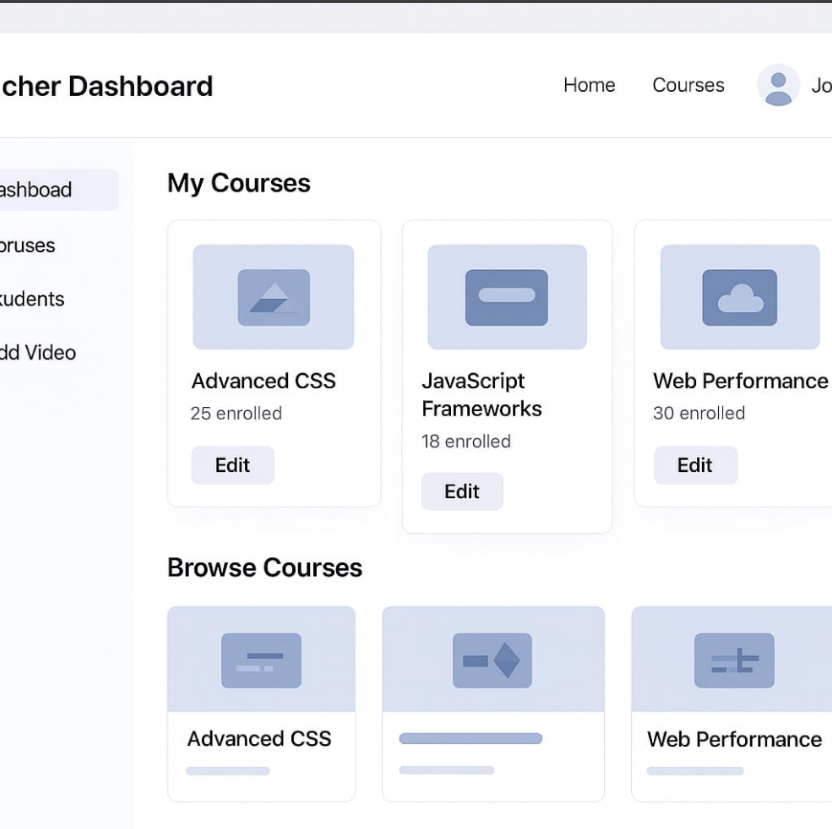 cher Dashboard
Home
Courses
Jo
ashboad
oruses
kudents
dd Video
My Courses
Advanced CSS
25 enrolled
Edit
JavaScript
Frameworks
18 enrolled
Edit
Web Performance
30 enrolled
Edit
Browse Courses
Advanced CSS
Web Performance